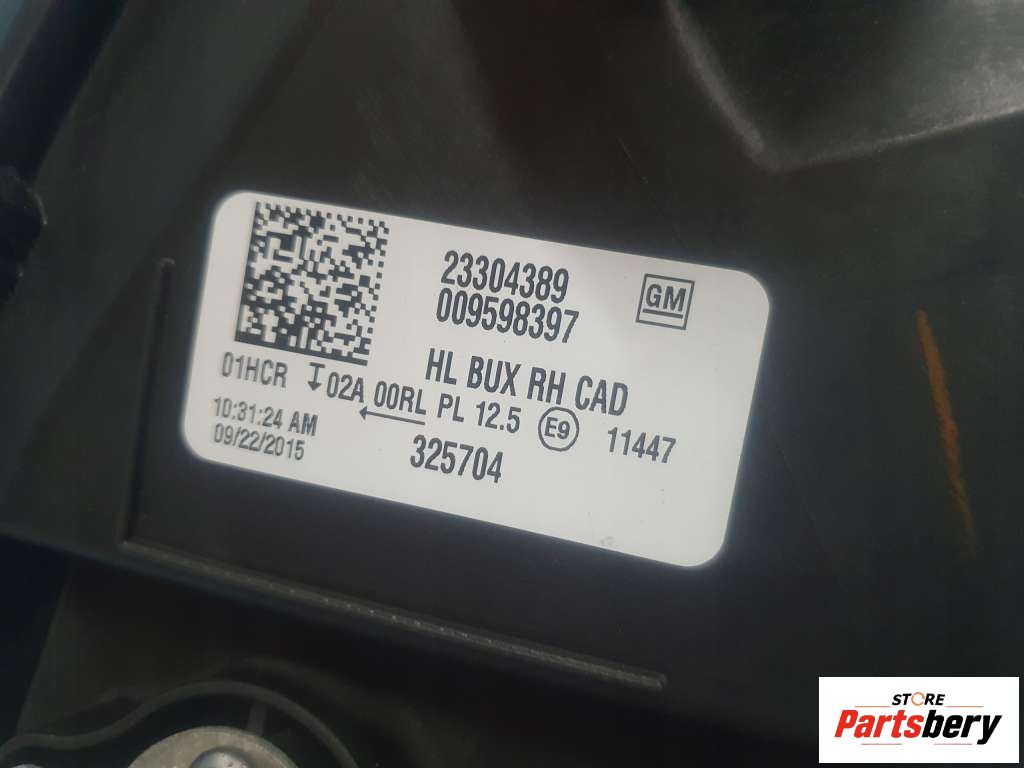 23304389
009598397
GM
HL BUX RH CAD
01HCR 02A 00RL PL 12.5 E9 11447
10:31:24 AM
09/22/2015
325704
STORE
Partsbery